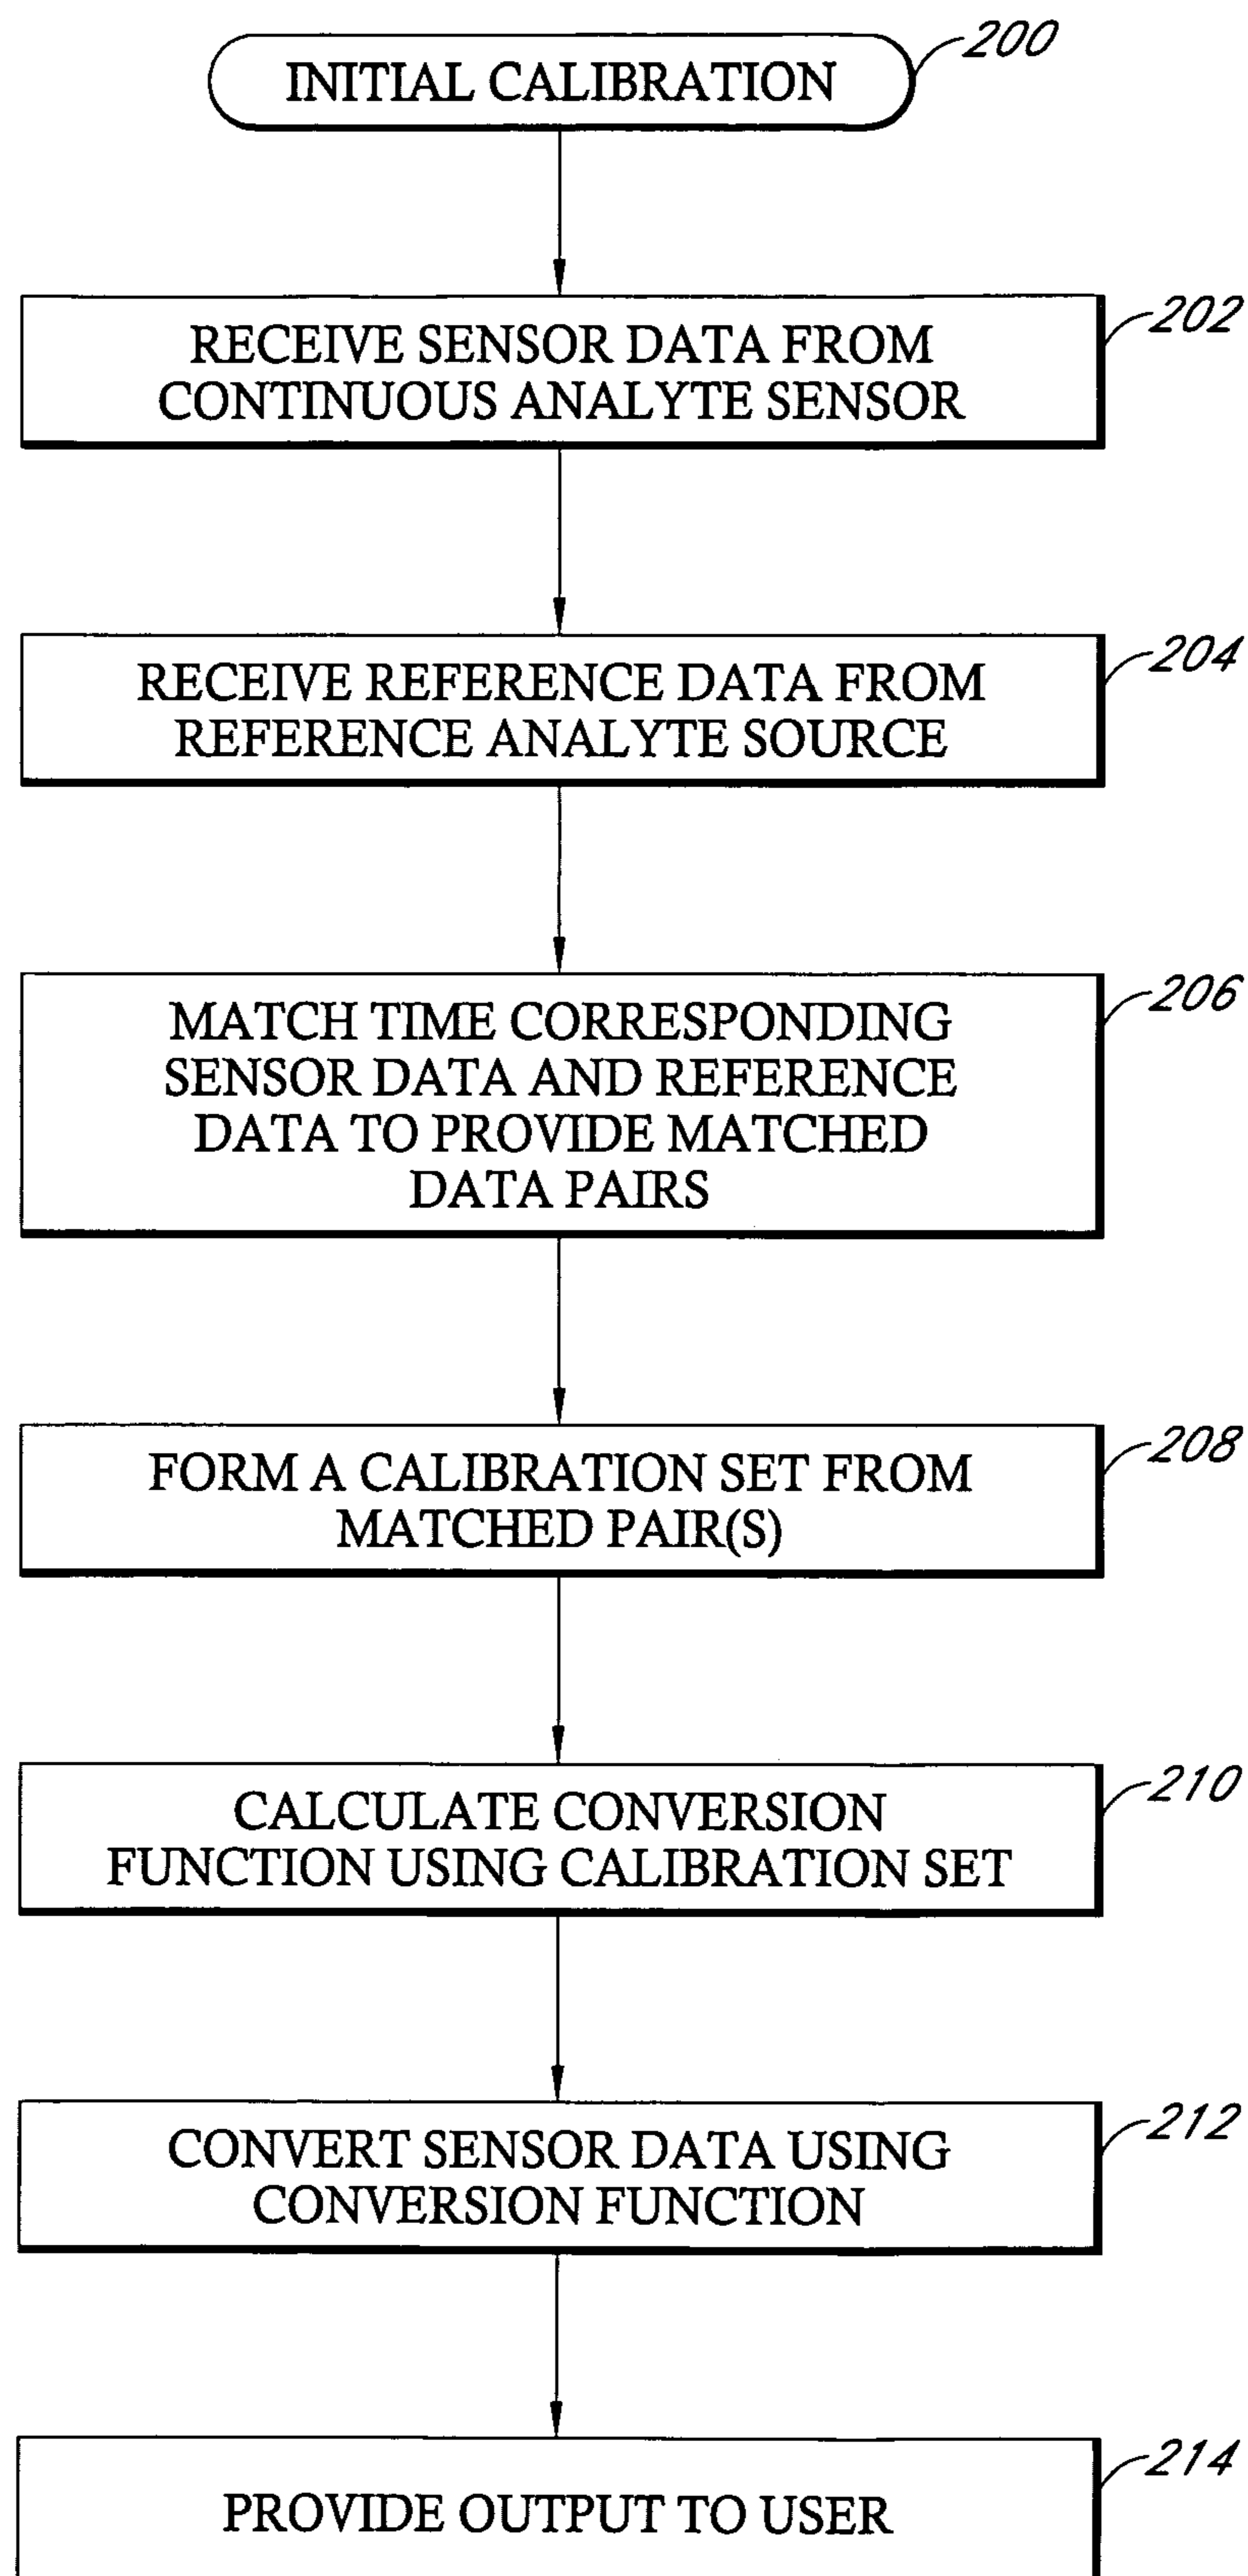 INITIAL CALIBRATION
200
RECEIVE SENSOR DATA FROM
CONTINUOUS ANALYTE SENSOR
202
RECEIVE REFERENCE DATA FROM
REFERENCE ANALYTE SOURCE
204
MATCH TIME CORRESPONDING
SENSOR DATA AND REFERENCE
DATA TO PROVIDE MATCHED
DATA PAIRS
206
FORM A CALIBRATION SET FROM
MATCHED PAIR(S)
208
CALCULATE CONVERSION
FUNCTION USING CALIBRATION SET
210
CONVERT SENSOR DATA USING
CONVERSION FUNCTION
212
PROVIDE OUTPUT TO USER
214